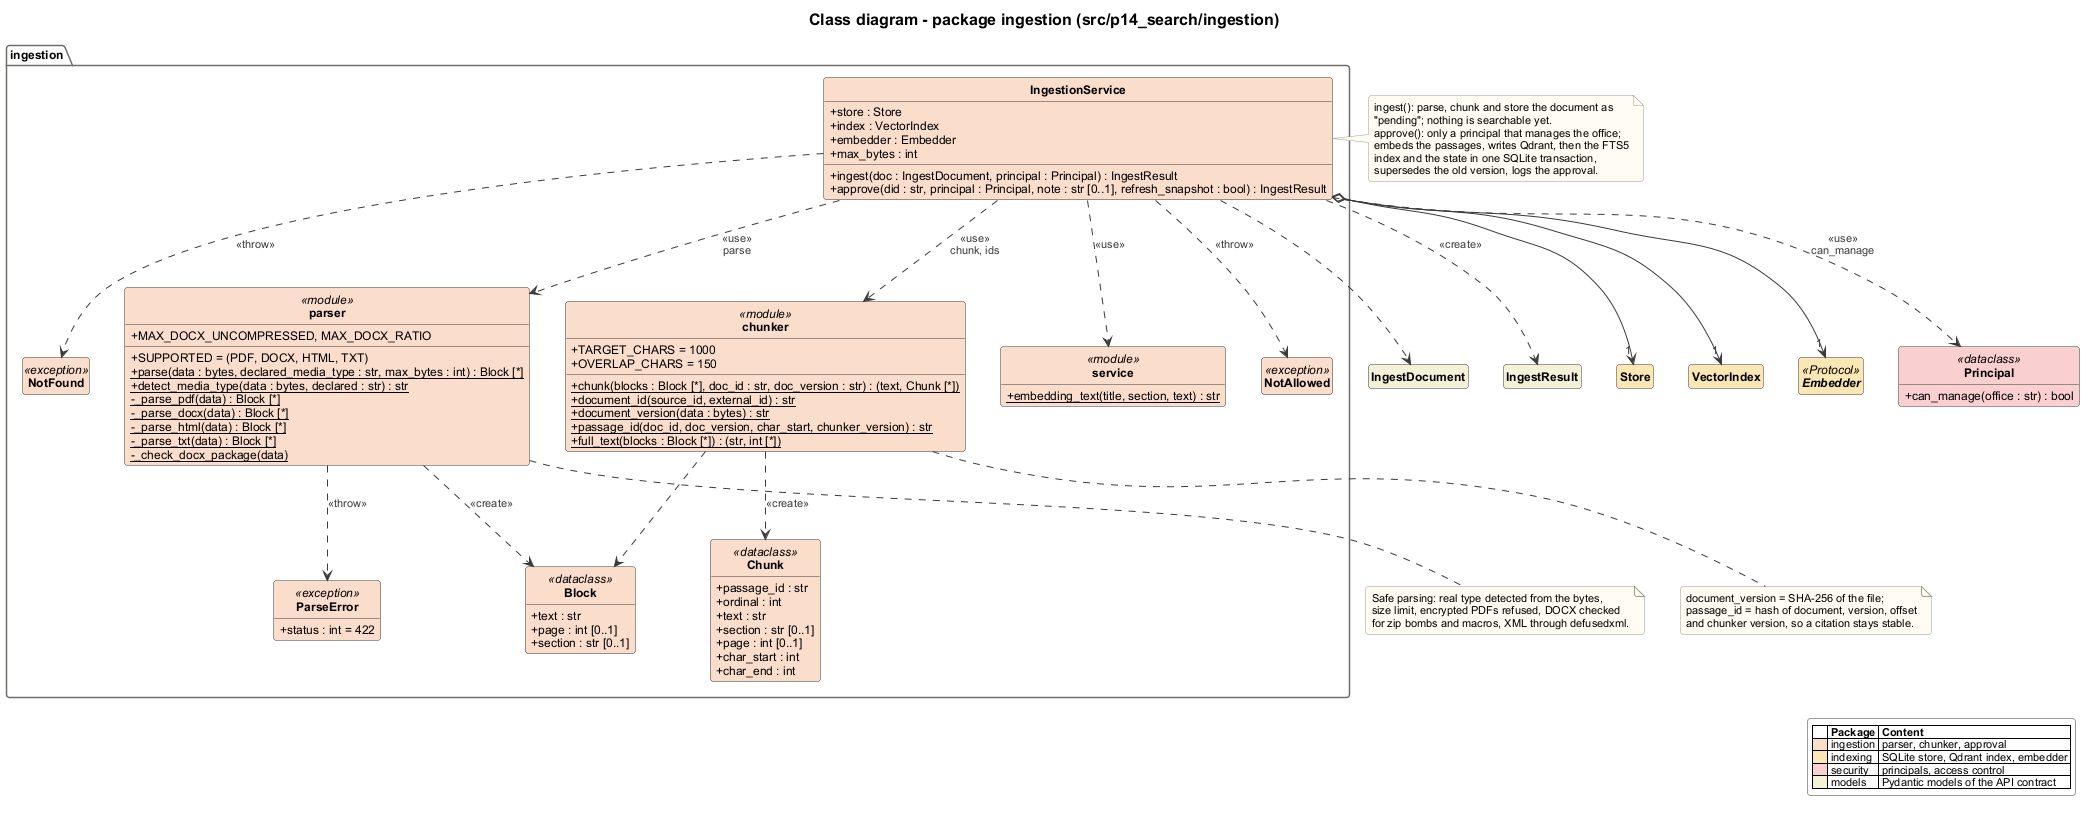 Class diagram - package ingestion (src/p14_search/ingestion)
ingestion
IngestionService
+store : Store
+index : VectorIndex
+embedder : Embedder
+max_bytes : int
+ingest(doc : IngestDocument, principal : Principal) : IngestResult
+approve(did : str, principal : Principal, note : str [0..1], refresh_snapshot : bool) : IngestResult
ingest(): parse, chunk and store the document as
"pending"; nothing is searchable yet.
approve(): only a principal that manages the office;
embeds the passages, writes Qdrant, then the FTS5
index and the state in one SQLite transaction,
supersedes the old version, logs the approval.
«throw»
«use»
parse
«use»
chunk, ids
«use»
«throw»
«create»
«use»
can_manage
«exception»
NotFound
«module»
parser
+MAX_DOCX_UNCOMPRESSED, MAX_DOCX_RATIO
+SUPPORTED = (PDF, DOCX, HTML, TXT)
+parse(data : bytes, declared_media_type : str, max_bytes : int) : Block [*]
+detect_media_type(data : bytes, declared : str) : str
-_parse_pdf(data) : Block [*]
-_parse_docx(data) : Block [*]
-_parse_html(data) : Block [*]
-_parse_txt(data) : Block [*]
-_check_docx_package(data)
«module»
chunker
+TARGET_CHARS = 1000
+OVERLAP_CHARS = 150
+chunk(blocks : Block [*], doc_id : str, doc_version : str) : (text, Chunk [*])
+document_id(source_id, external_id) : str
+document_version(data : bytes) : str
+passage_id(doc_id, doc_version, char_start, chunker_version) : str
+full_text(blocks : Block [*]) : (str, int [*])
«module»
service
+embedding_text(title, section, text) : str
«exception»
NotAllowed
IngestDocument
IngestResult
1
Store
1
VectorIndex
1
«Protocol»
Embedder
«dataclass»
Principal
+can_manage(office : str) : bool
«throw»
«create»
«create»
«exception»
ParseError
+status : int = 422
«dataclass»
Block
+text : str
+page : int [0..1]
+section : str [0..1]
«dataclass»
Chunk
+passage_id : str
+ordinal : int
+text : str
+section : str [0..1]
+page : int [0..1]
+char_start : int
+char_end : int
Safe parsing: real type detected from the bytes,
size limit, encrypted PDFs refused, DOCX checked
for zip bombs and macros, XML through defusedxml.
document_version = SHA-256 of the file;
passage_id = hash of document, version, offset
and chunker version, so a citation stays stable.
Package Content
ingestion parser, chunker, approval
indexing SQLite store, Qdrant index, embedder
security principals, access control
models Pydantic models of the API contract